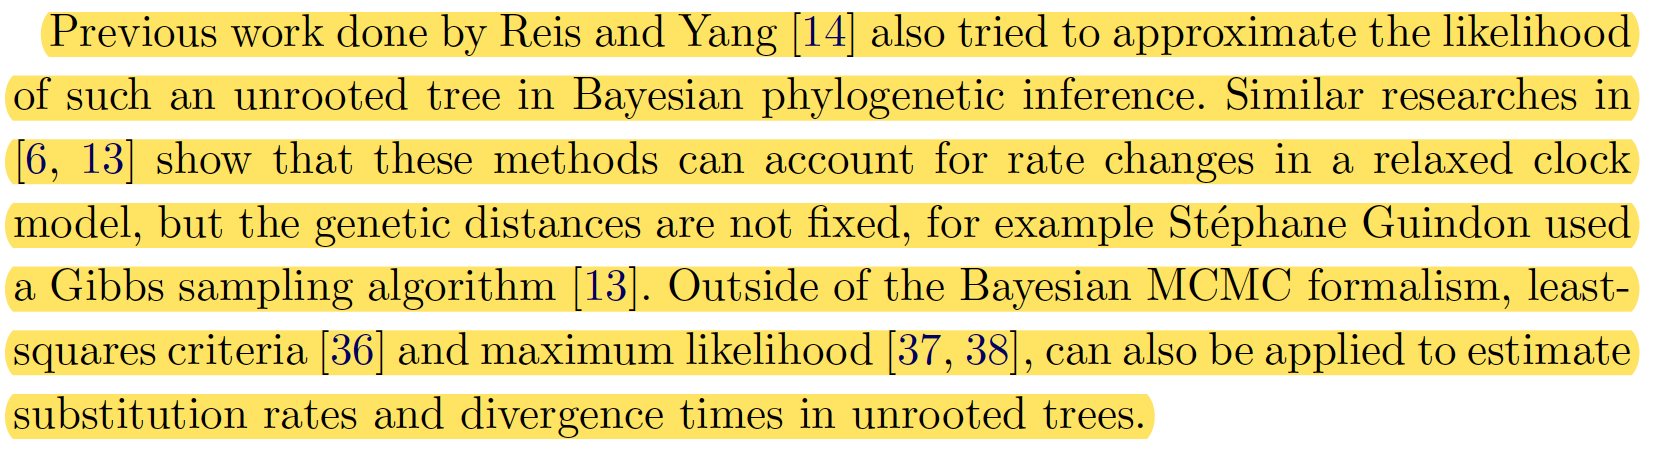 Previous work done by Reis and Yang [14] also tried to approximate the likelihood
of such an unrooted tree in Bayesian phylogenetic inference. Similar researches in
[6, 13] show that these methods can account for rate changes in a relaxed clock
model, but the genetic distances are not fixed, for example Stéphane Guindon used
a Gibbs sampling algorithm [13]. Outside of the Bayesian MCMC formalism, least-
squares criteria [36] and maximum likelihood [37, 38], can also be applied to estimate
substitution rates and divergence times in unrooted trees.